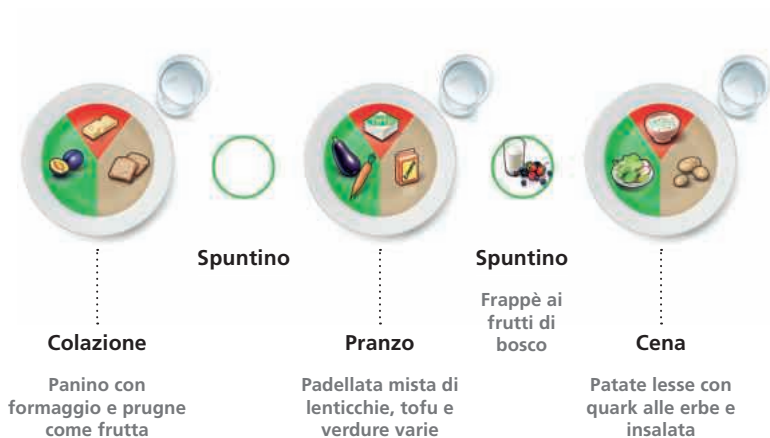 Spuntino
Spuntino
Frappè ai
frutti di
bosco
Colazione
Pranzo
Cena
Panino con
formaggio e prugne
come frutta
Padellata mista di
lenticchie, tofu e
verdure varie
Patate lesse con
quark alle erbe e
insalata